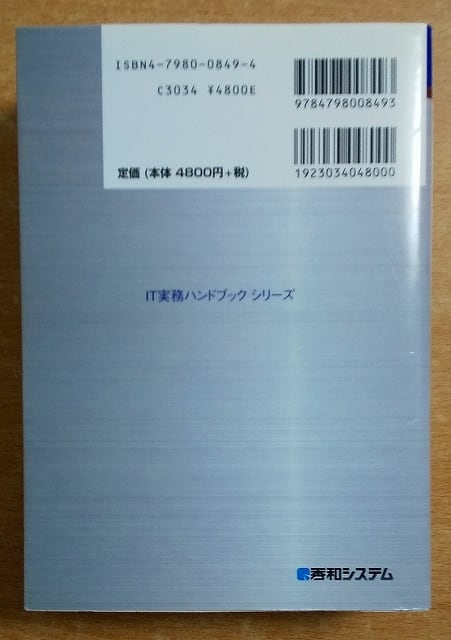 ISBN4-7980-0849-4
C3034 ¥4800E
9784798008493
定価 (本体 4800円+税)
1923034048000
IT実務ハンドブック シリーズ
秀和システム